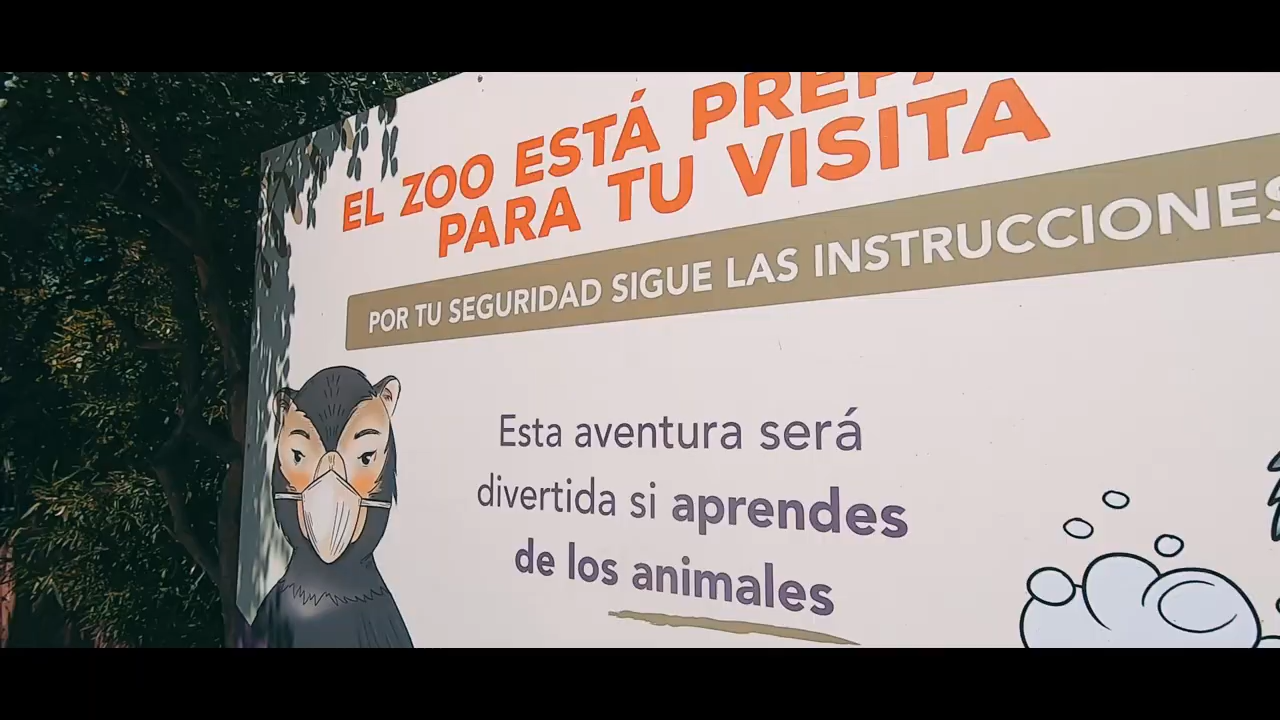 EL ZOO ESTÁ
PARA TU VISITA
POR TU SEGURIDAD SIGUE LAS INSTRUCCIONES
Esta aventura será
divertida si aprendes
de los animales